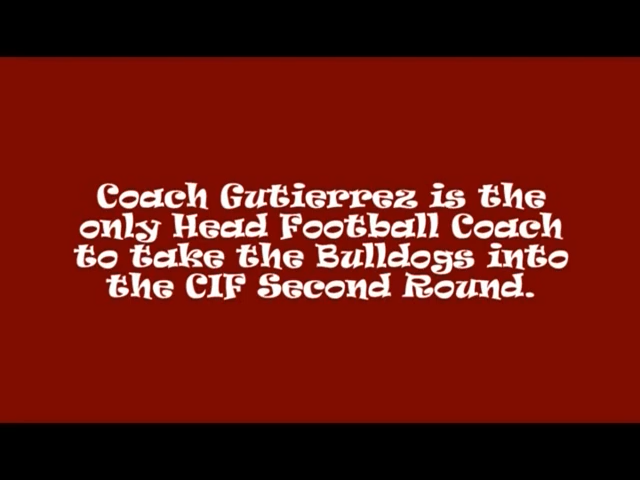 Coach Gutierrez is the
only Head Football Coach
to take the Bulldogs into
the CIF Second Round.